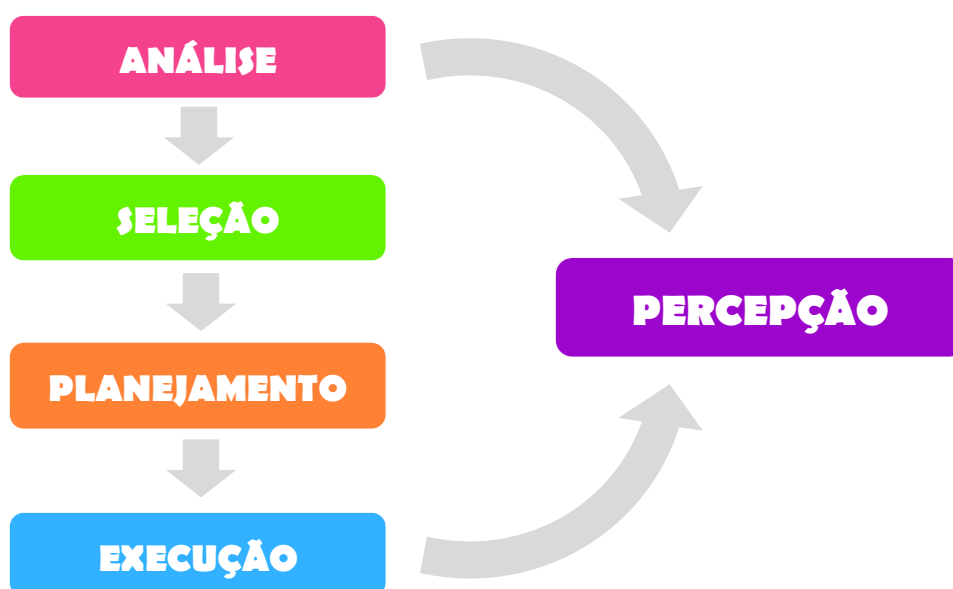 ANÁLISE
SELEÇÃO
PERCEPÇÃO
PLANEJAMENTO
EXECUÇÃO